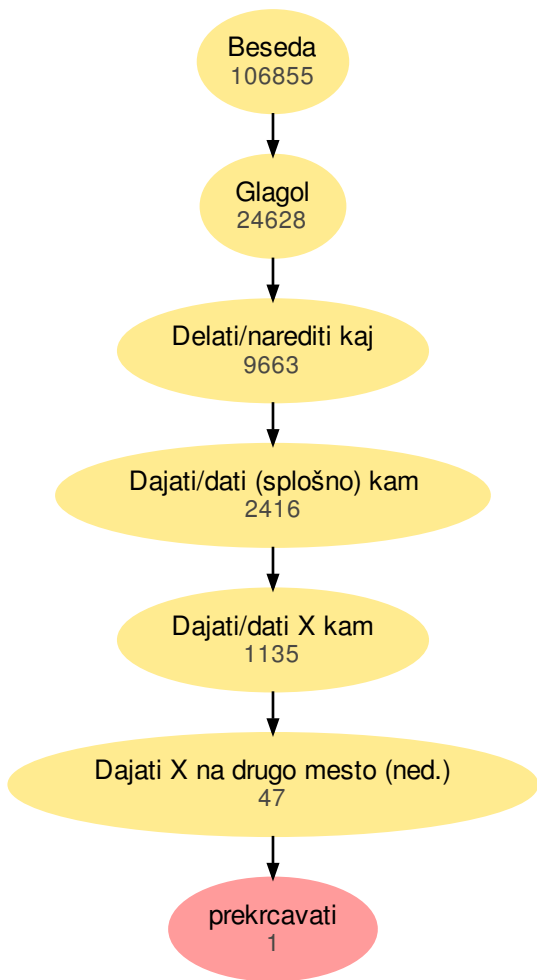 Beseda
106855
Glagol
24628
Delati/narediti kaj
9663
Dajati/dati (splošno) kam
2416
Dajati/dati X kam
1135
Dajati X na drugo mesto (ned.)
47
prekrcavati
1